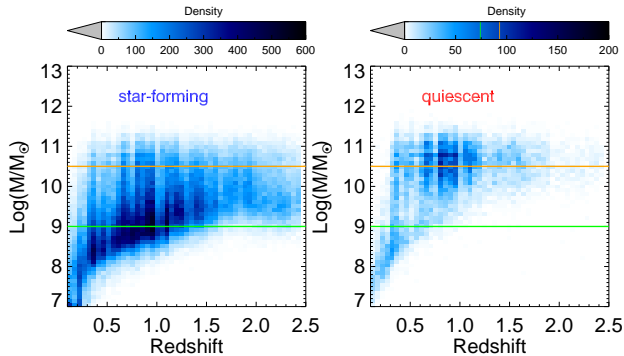 Density
0 100 200 300 400 500 600
Density
0 50 100 150 200
13
12
11
10
9
8
7
Log(M/M☉)
star-forming
0.5 1.0 1.5 2.0 2.5
Redshift
13
12
11
10
9
8
7
Log(M/M☉)
quiescent
0.5 1.0 1.5 2.0 2.5
Redshift